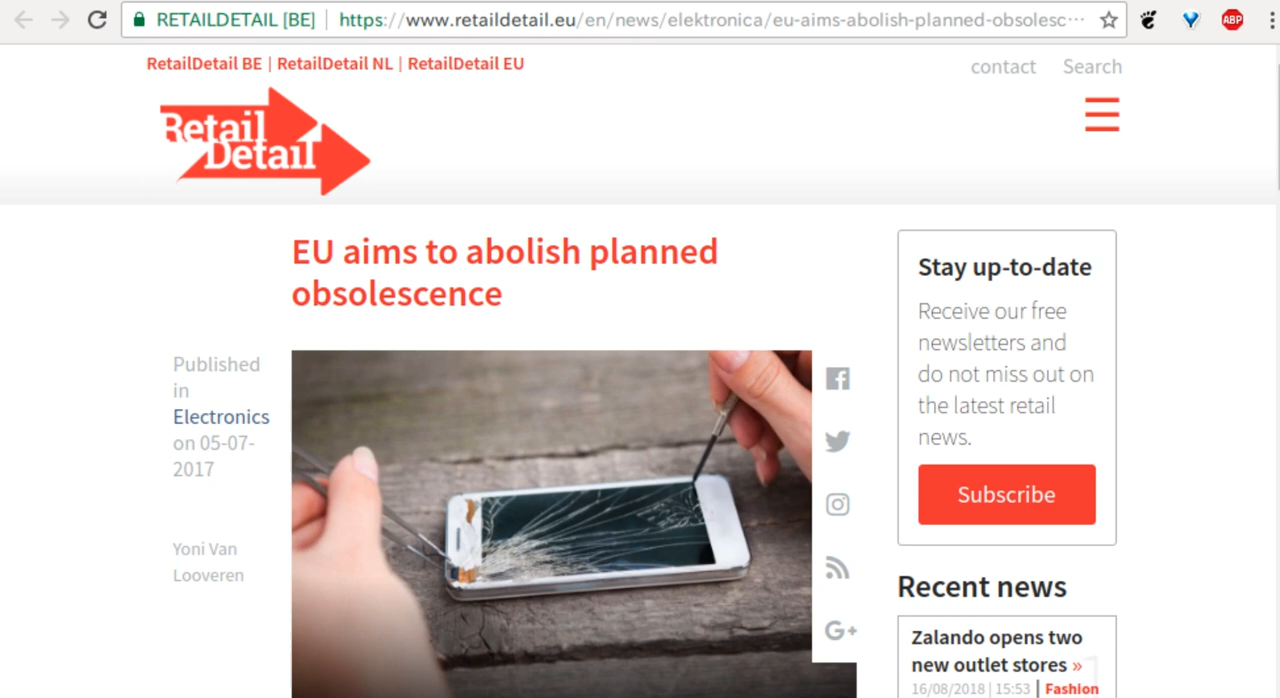 RETAILDETAIL [BE] https://www.retaildetail.eu/en/news/elektronica/eu-aims-abolish-planned-obsolesc…
ABP
RetailDetail BE | RetailDetail NL | RetailDetail EU
contact Search
Retail
Detail
EU aims to abolish planned
obsolescence
Published
in
Electronics
on 05-07-
2017
Yoni Van
Looveren
G+
Stay up-to-date
Receive our free
newsletters and
do not miss out on
the latest retail
news.
Subscribe
Recent news
Zalando opens two
new outlet stores »
16/08/2018 | 15:53 | Fashion